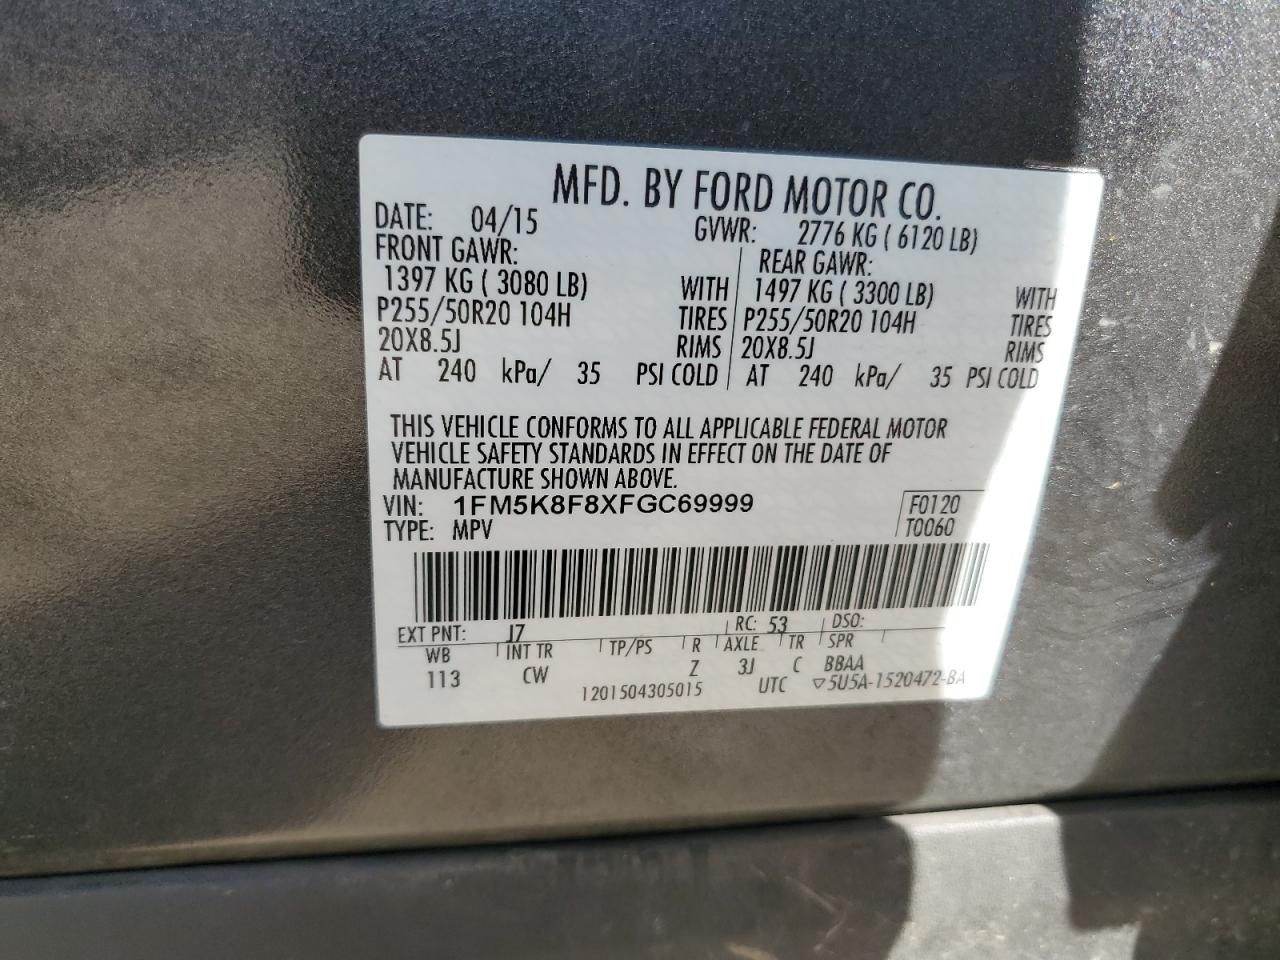 MFD. BY FORD MOTOR CO.
DATE: 04/15 GVWR: 2776 KG ( 6120 LB)
FRONT GAWR: REAR GAWR:
1397 KG ( 3080 LB) WITH 1497 KG ( 3300 LB) WITH
P255/50R20 104H TIRES P255/50R20 104H TIRES
20X8.5J RIMS 20X8.5J RIMS
AT 240 kPa/ 35 PSI COLD AT 240 kPa/ 35 PSI COLD
THIS VEHICLE CONFORMS TO ALL APPLICABLE FEDERAL MOTOR
VEHICLE SAFETY STANDARDS IN EFFECT ON THE DATE OF
MANUFACTURE SHOWN ABOVE.
VIN: 1FM5K8F8XFGC69999 F0120
TYPE: MPV T0060
EXT PNT: J7 RC: 53 DSO:
WB INT TR TP/PS R AXLE TR SPR
113 CW Z 3J C BBAA
1201504305015 UTC ▽5U5A-1520472-BA